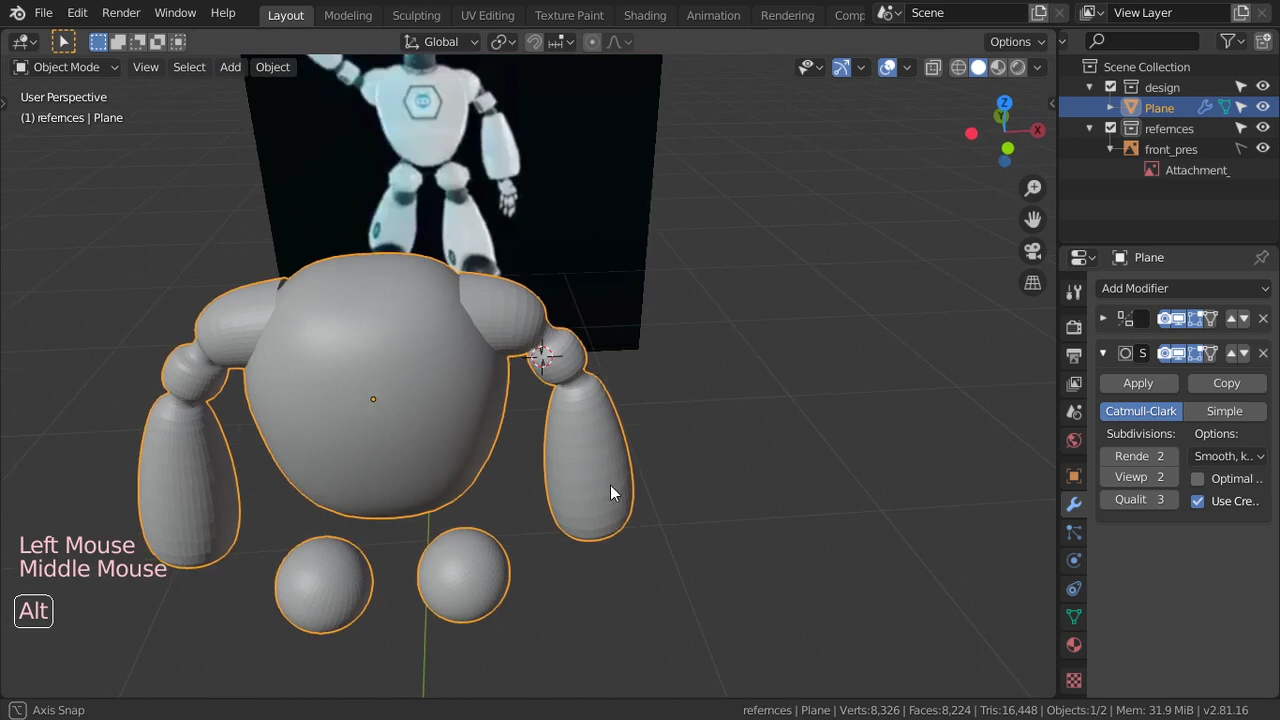 File Edit Render Window Help Layout Modeling Sculpting UV Editing Texture Paint Shading Animation Rendering Comp Scene View Layer
Global Options
Object Mode View Select Add Object
User Perspective
(1) refernces | Plane
Z
Y
X
Scene Collection
design
Plane
refernces
front_pres
Attachment_
Plane
Add Modifier
S
Apply Copy
Catmull-Clark Simple
Subdivisions: Options:
Rende 2 Smooth, k..
Viewp 2 Optimal ..
Qualit 3 Use Cre..
Left Mouse
Middle Mouse
Alt
Axis Snap refernces | Plane | Verts:8,326 | Faces:8,224 | Tris:16,448 | Objects:1/2 | Mem: 31.9 MiB | v2.81.16